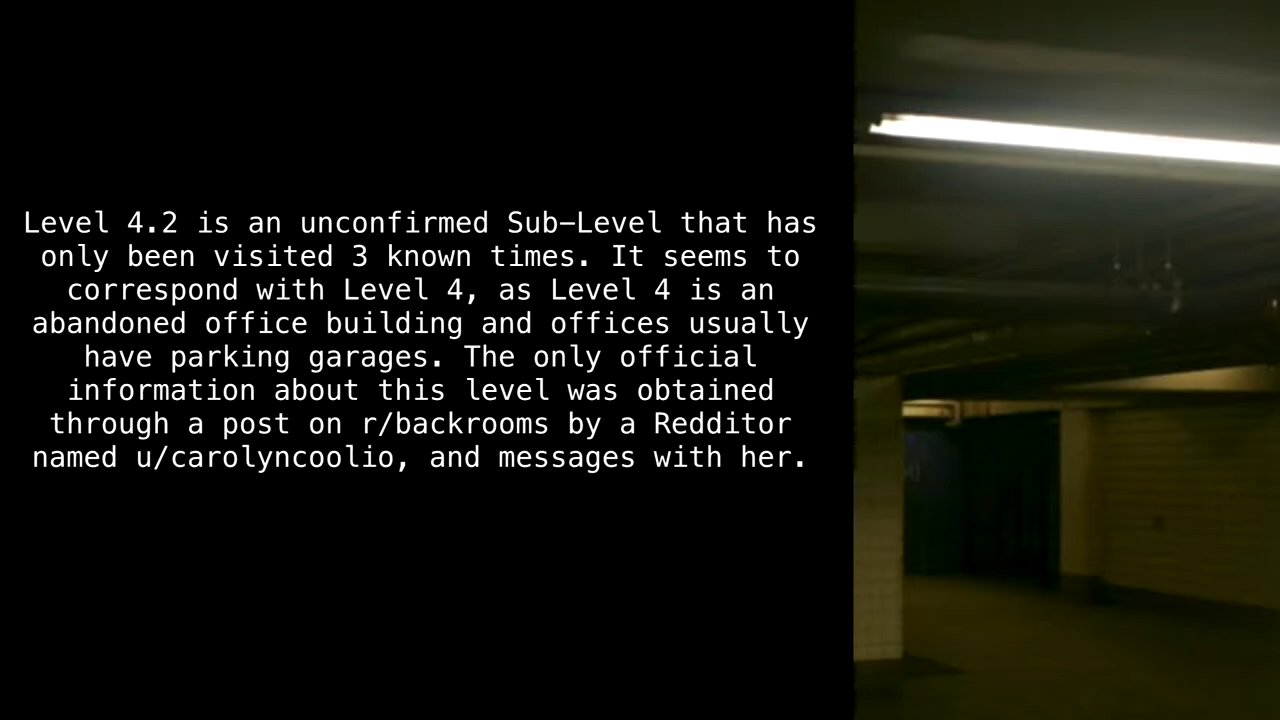 Level 4.2 is an unconfirmed Sub-Level that has
only been visited 3 known times. It seems to
correspond with Level 4, as Level 4 is an
abandoned office building and offices usually
have parking garages. The only official
information about this level was obtained
through a post on r/backrooms by a Redditor
named u/carolyncoolio, and messages with her.